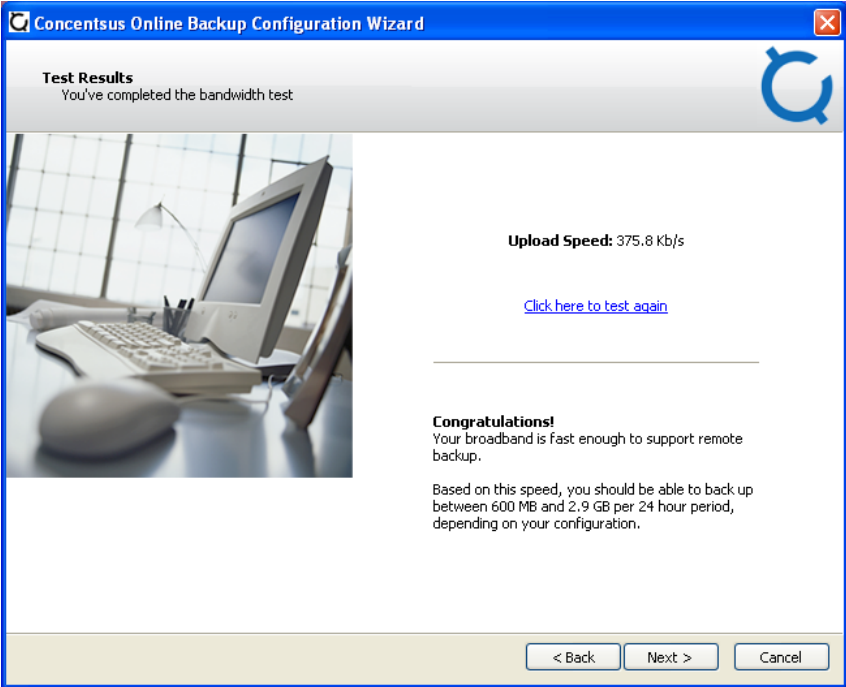 Concentsus Online Backup Configuration Wizard
Test Results
You've completed the bandwidth test
Upload Speed: 375.8 Kb/s
Click here to test again
Congratulations!
Your broadband is fast enough to support remote
backup.
Based on this speed, you should be able to back up
between 600 MB and 2.9 GB per 24 hour period,
depending on your configuration.
< Back
Next >
Cancel